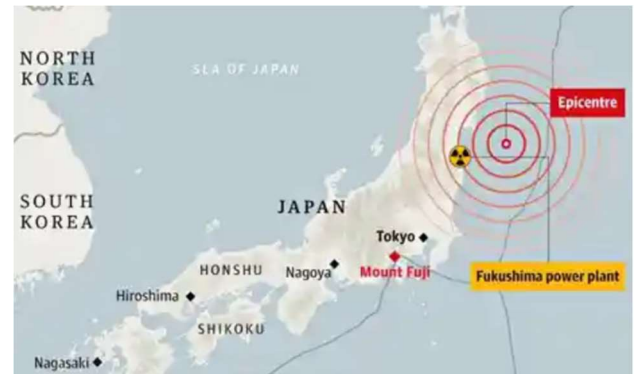 NORTH
KOREA
SEA OF JAPAN
Epicentre
SOUTH
KOREA
JAPAN
Tokyo
HONSHU
Nagoya
Mount Fuji
Fukushima power plant
Hiroshima
SHIKOKU
Nagasaki